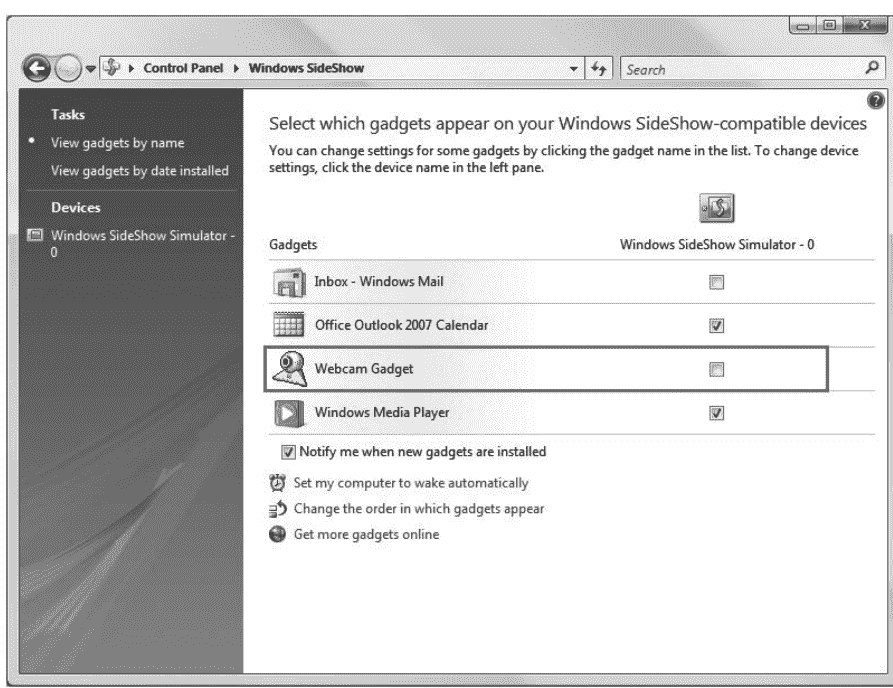 Control Panel
Windows SideShow
Search
Tasks
View gadgets by name
View gadgets by date installed
Devices
Windows SideShow Simulator -
0
Select which gadgets appear on your Windows SideShow-compatible devices
You can change settings for some gadgets by clicking the gadget name in the list. To change device
settings, click the device name in the left pane.
Gadgets
Windows SideShow Simulator - 0
Inbox - Windows Mail
Office Outlook 2007 Calendar
Webcam Gadget
Windows Media Player
Notify me when new gadgets are installed
Set my computer to wake automatically
Change the order in which gadgets appear
Get more gadgets online